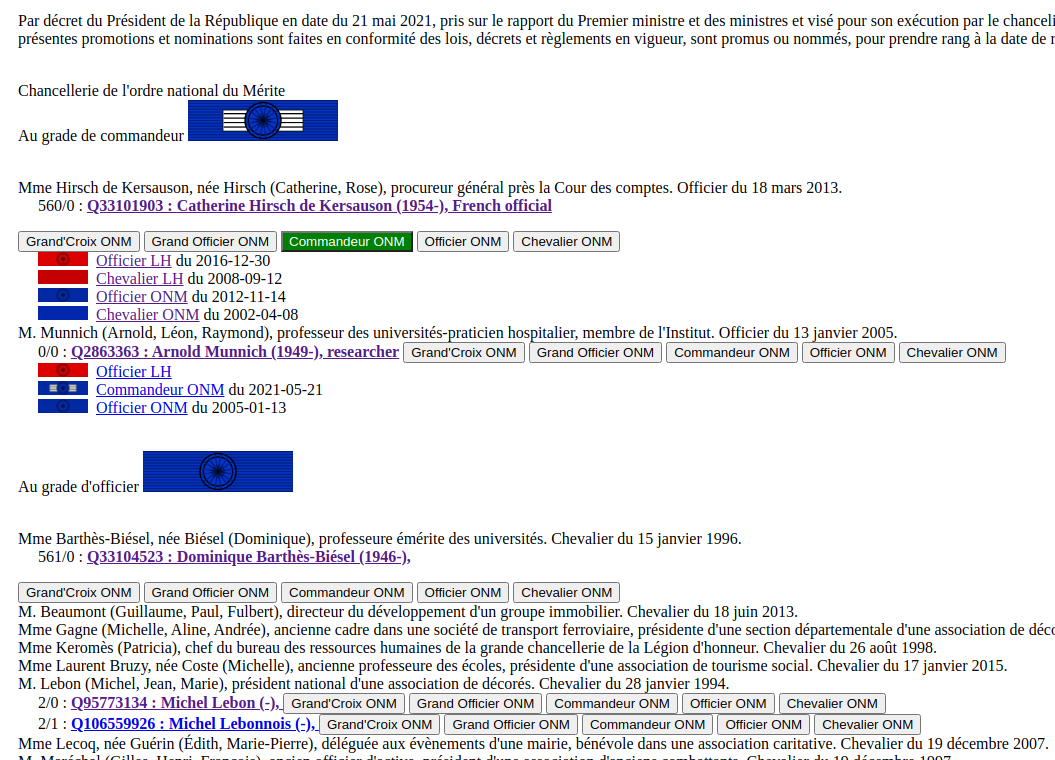 Par décret du Président de la République en date du 21 mai 2021, pris sur le rapport du Premier ministre et des ministres et visé pour son exécution par le
présentes promotions et nominations sont faites en conformité des lois, décrets et règlements en vigueur, sont promus ou nommés, pour prendre rang à la date de
Chancellerie de l'ordre national du Mérite
Au grade de commandeur
Mme Hirsch de Kersauson, née Hirsch (Catherine, Rose), procureur général près la Cour des comptes. Officier du 18 mars 2013.
560/0 : Q33101903 : Catherine Hirsch de Kersauson (1954-), French official
Grand'Croix ONM Grand Officier ONM Commandeur ONM Officier ONM Chevalier ONM
Officier LH du 2016-12-30
Chevalier LH du 2008-09-12
Officier ONM du 2012-11-14
Chevalier ONM du 2002-04-08
M. Munnich (Arnold, Léon, Raymond), professeur des universités-praticien hospitalier, membre de l'Institut. Officier du 13 janvier 2005.
0/0 : Q2863363 : Arnold Munnich (1949-), researcher Grand'Croix ONM Grand Officier ONM Commandeur ONM Officier ONM Chevalier ONM
Officier LH
Commandeur ONM du 2021-05-21
Officier ONM du 2005-01-13
Au grade d'officier
Mme Barthès-Biésel, née Biésel (Dominique), professeure émérite des universités. Chevalier du 15 janvier 1996.
561/0 : Q33104523 : Dominique Barthès-Biésel (1946-),
Grand'Croix ONM Grand Officier ONM Commandeur ONM Officier ONM Chevalier ONM
M. Beaumont (Guillaume, Paul, Fulbert), directeur du développement d'un groupe immobilier. Chevalier du 18 juin 2013.
Mme Gagne (Michelle, Aline, Andrée), ancienne cadre dans une société de transport ferroviaire, présidente d'une section départementale d'une association de
Mme Keromès (Patricia), chef du bureau des ressources humaines de la grande chancellerie de la Légion d'honneur. Chevalier du 26 août 1998.
Mme Laurent Bruzy, née Coste (Michelle), ancienne professeure des écoles, présidente d'une association de tourisme social. Chevalier du 17 janvier 2015.
M. Lebon (Michel, Jean, Marie), président national d'une association de décorés. Chevalier du 28 janvier 1994.
2/0 : Q95773134 : Michel Lebon (-), Grand'Croix ONM Grand Officier ONM Commandeur ONM Officier ONM Chevalier ONM
2/1 : Q106559926 : Michel Lebonnois (-), Grand'Croix ONM Grand Officier ONM Commandeur ONM Officier ONM Chevalier ONM
Mme Lecoq, née Guérin (Édith, Marie-Pierre), déléguée aux évènements d'une mairie, bénévole dans une association caritative. Chevalier du 19 décembre 2007.